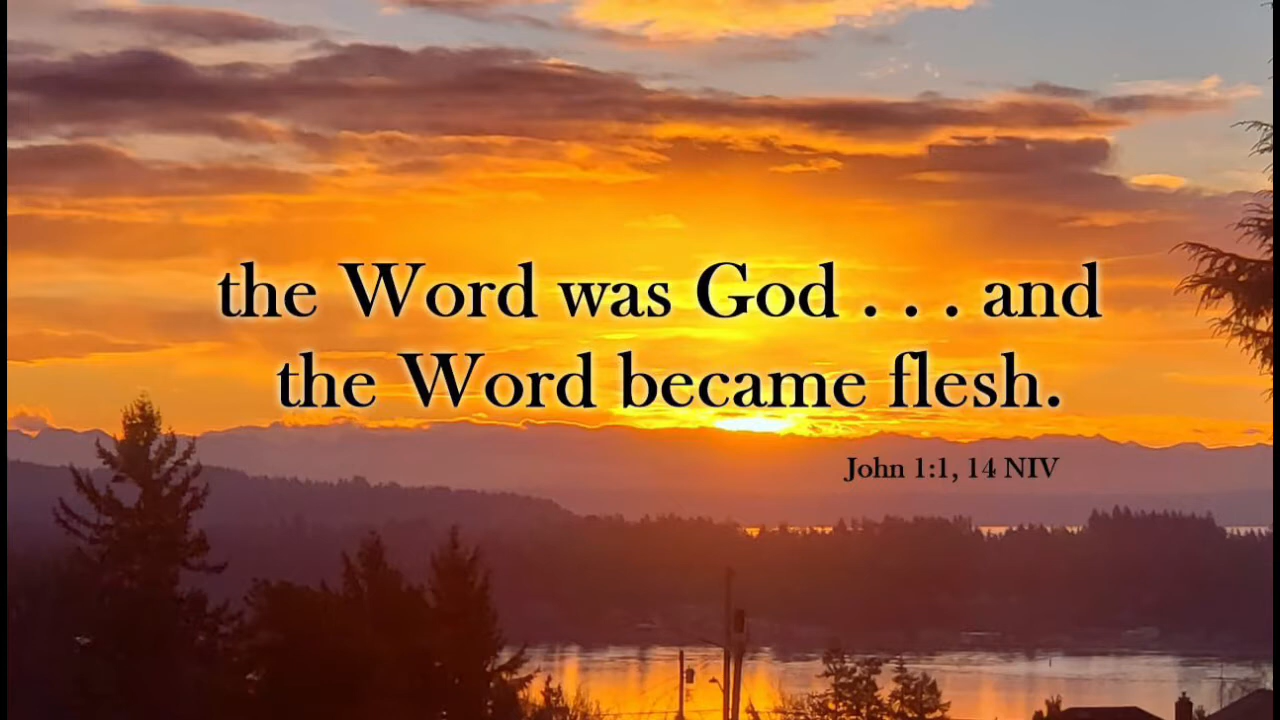 the Word was God . . . and
the Word became flesh.
John 1:1, 14 NIV